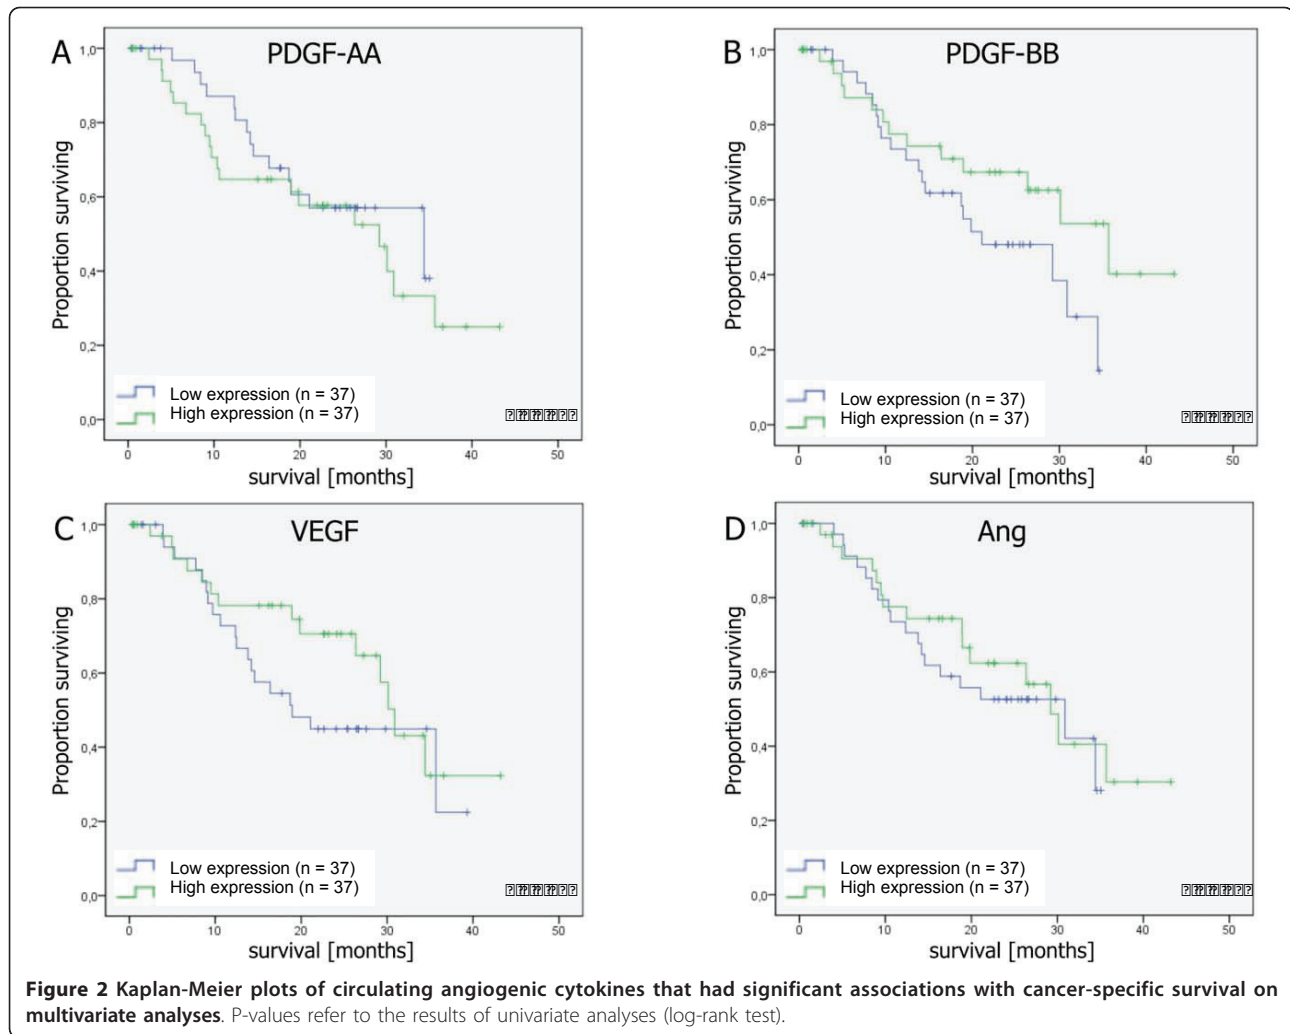 A PDGF-AA
1,0
0,8
0,6
0,4
0,2
0,0
Proportion surviving
Low expression (n = 37)
High expression (n = 37)
0 10 20 30 40 50
survival [months]
B PDGF-BB
1,0
0,8
0,6
0,4
0,2
0,0
Proportion surviving
Low expression (n = 37)
High expression (n = 37)
0 10 20 30 40 50
survival [months]
C VEGF
1,0
0,8
0,6
0,4
0,2
0,0
Proportion surviving
Low expression (n = 37)
High expression (n = 37)
0 10 20 30 40 50
survival [months]
D Ang
1,0
0,8
0,6
0,4
0,2
0,0
Proportion surviving
Low expression (n = 37)
High expression (n = 37)
0 10 20 30 40 50
survival [months]
Figure 2 Kaplan-Meier plots of circulating angiogenic cytokines that had significant associations with cancer-specific survival on
multivariate analyses. P-values refer to the results of univariate analyses (log-rank test).